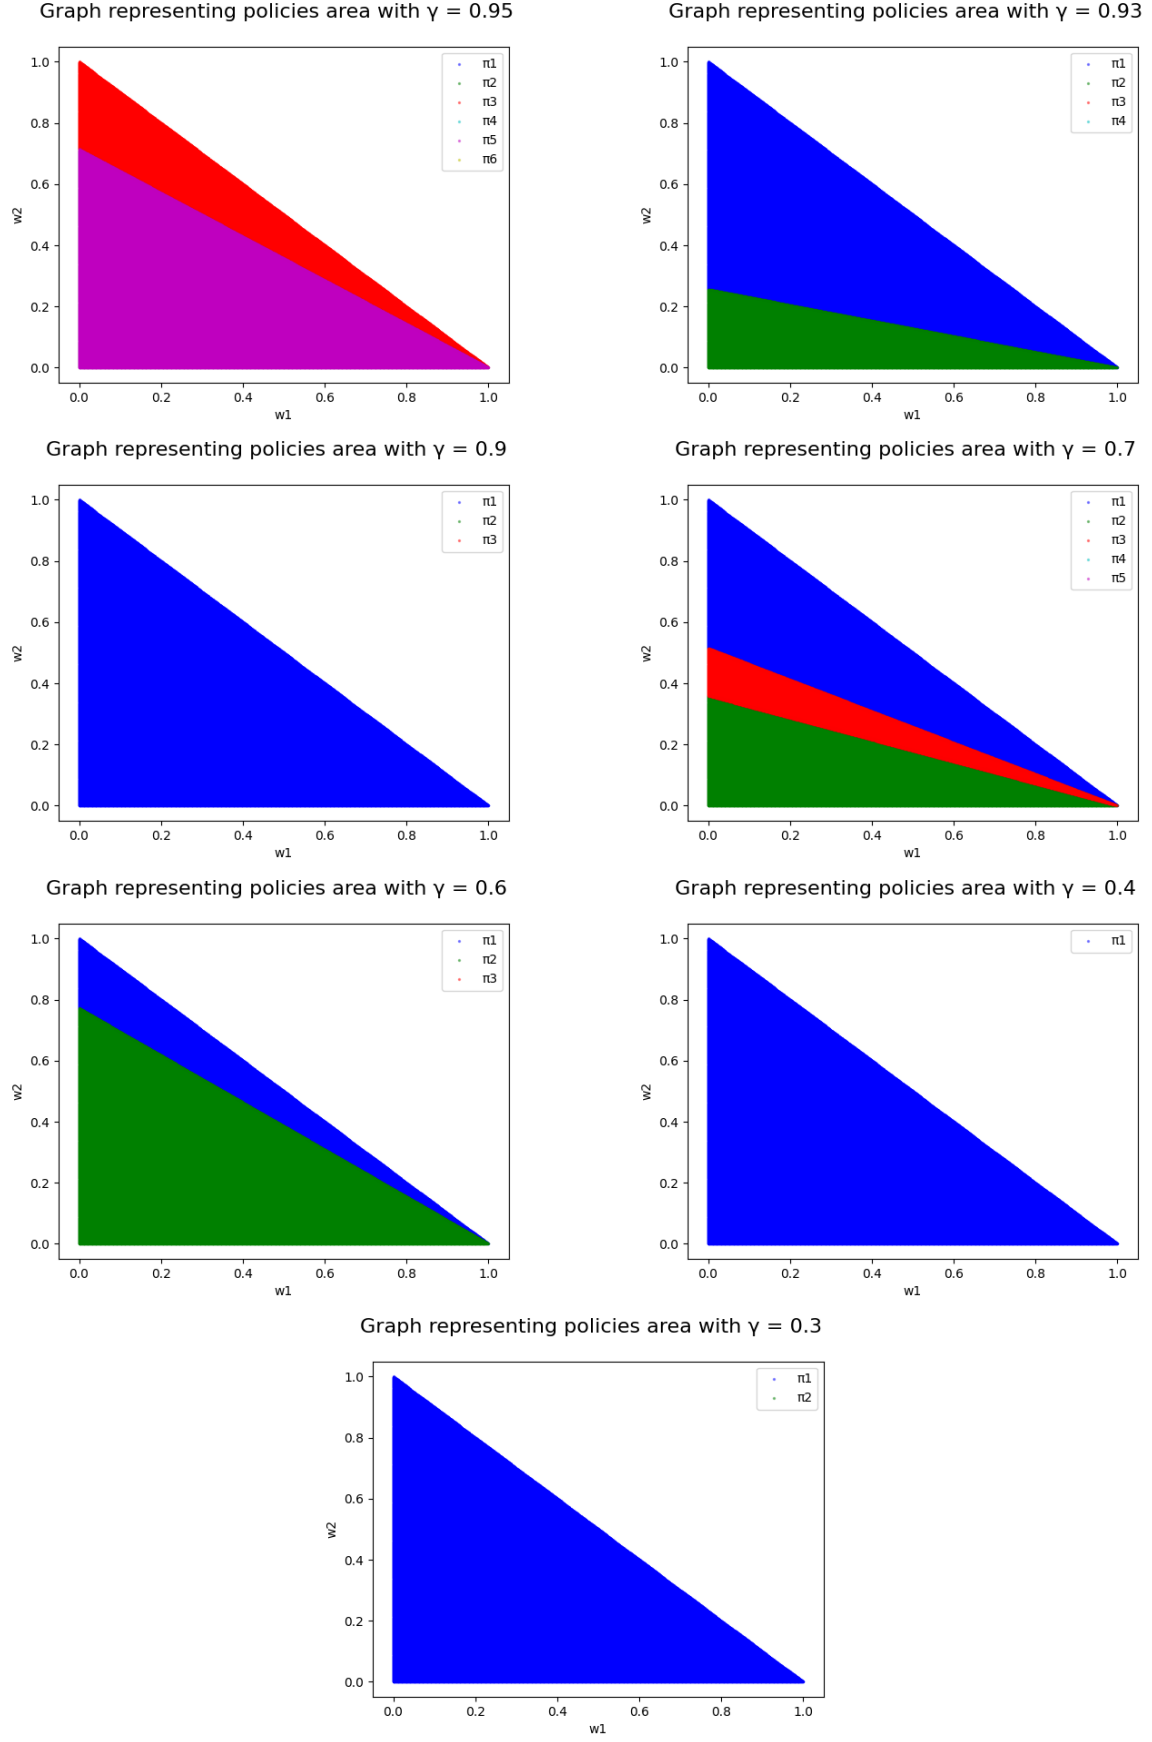 Graph representing policies area with γ = 0.95
1.0
0.8
0.6
0.4
0.2
0.0
w2
π1
π2
π3
π4
π5
π6
0.0 0.2 0.4 0.6 0.8 1.0
w1
Graph representing policies area with γ = 0.93
1.0
0.8
0.6
0.4
0.2
0.0
w2
π1
π2
π3
π4
0.0 0.2 0.4 0.6 0.8 1.0
w1
Graph representing policies area with γ = 0.9
1.0
0.8
0.6
0.4
0.2
0.0
w2
π1
π2
π3
0.0 0.2 0.4 0.6 0.8 1.0
w1
Graph representing policies area with γ = 0.7
1.0
0.8
0.6
0.4
0.2
0.0
w2
π1
π2
π3
π4
π5
0.0 0.2 0.4 0.6 0.8 1.0
w1
Graph representing policies area with γ = 0.6
1.0
0.8
0.6
0.4
0.2
0.0
w2
π1
π2
π3
0.0 0.2 0.4 0.6 0.8 1.0
w1
Graph representing policies area with γ = 0.4
1.0
0.8
0.6
0.4
0.2
0.0
w2
π1
0.0 0.2 0.4 0.6 0.8 1.0
w1
Graph representing policies area with γ = 0.3
1.0
0.8
0.6
0.4
0.2
0.0
w2
π1
π2
0.0 0.2 0.4 0.6 0.8 1.0
w1